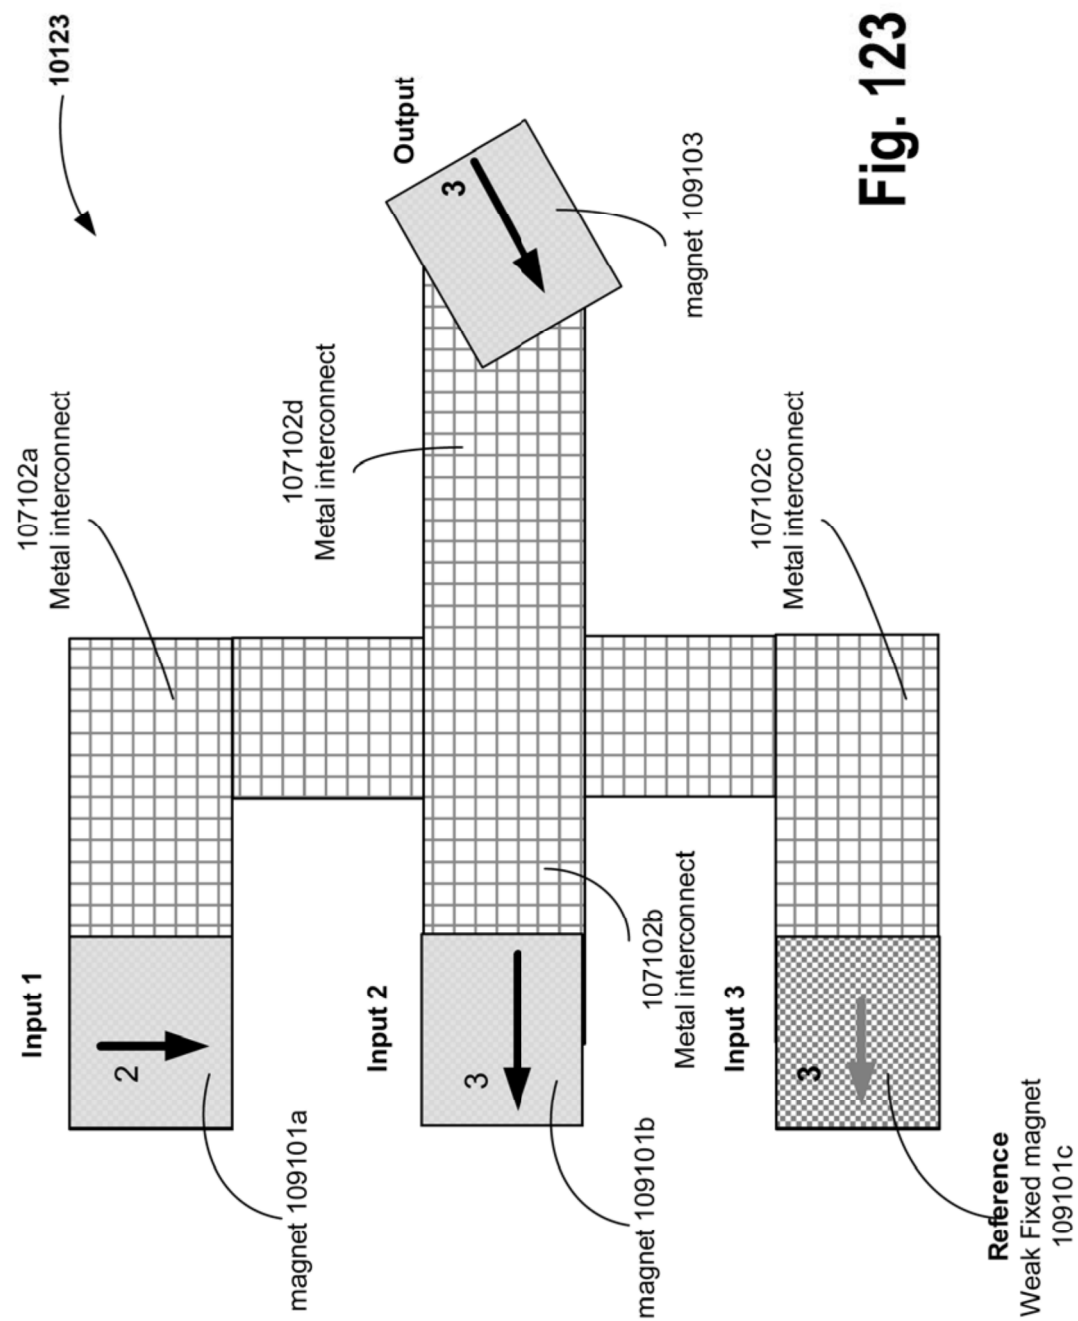 10123
Output
3
magnet 109103
Fig. 123
107102a
Metal interconnect
107102d
Metal interconnect
107102c
Metal interconnect
Input 1
2
magnet 109101a
Input 2
3
magnet 109101b
107102b
Metal interconnect
Input 3
3
Reference
Weak Fixed magnet
109101c